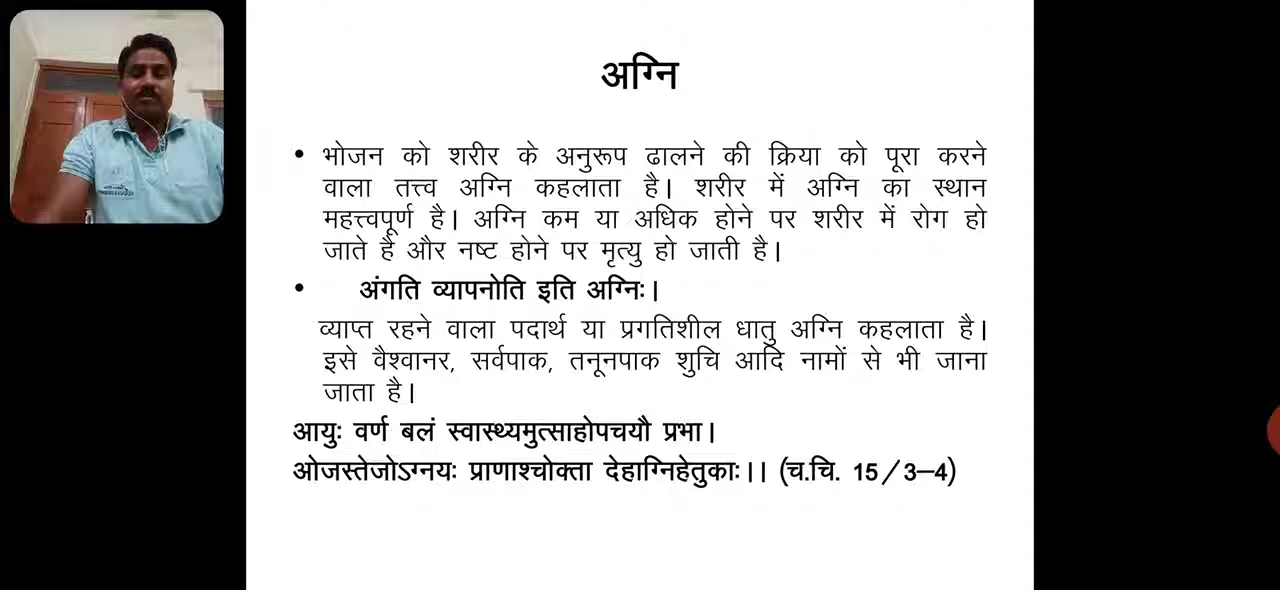 अग्नि
• भोजन को शरीर के अनुरूप ढालने की क्रिया को पूरा करने
वाला तत्त्व अग्नि कहलाता है। शरीर में अग्नि का स्थान
महत्त्वपूर्ण है। अग्नि कम या अधिक होने पर शरीर में रोग हो
जाते है और नष्ट होने पर मृत्यु हो जाती है।
• अंगति व्यापनोति इति अग्निः।
व्याप्त रहने वाला पदार्थ या प्रगतिशील धातु अग्नि कहलाता है।
इसे वैश्वानर, सर्वपाक, तनूनपाक शुचि आदि नामों से भी जाना
जाता है।
आयुः वर्ण बलं स्वास्थ्यमुत्साहोपचयौ प्रभा।
ओजस्तेजोऽग्नयः प्राणाश्चोक्ता देहाग्निहेतुकाः।। (च.चि. 15/3–4)